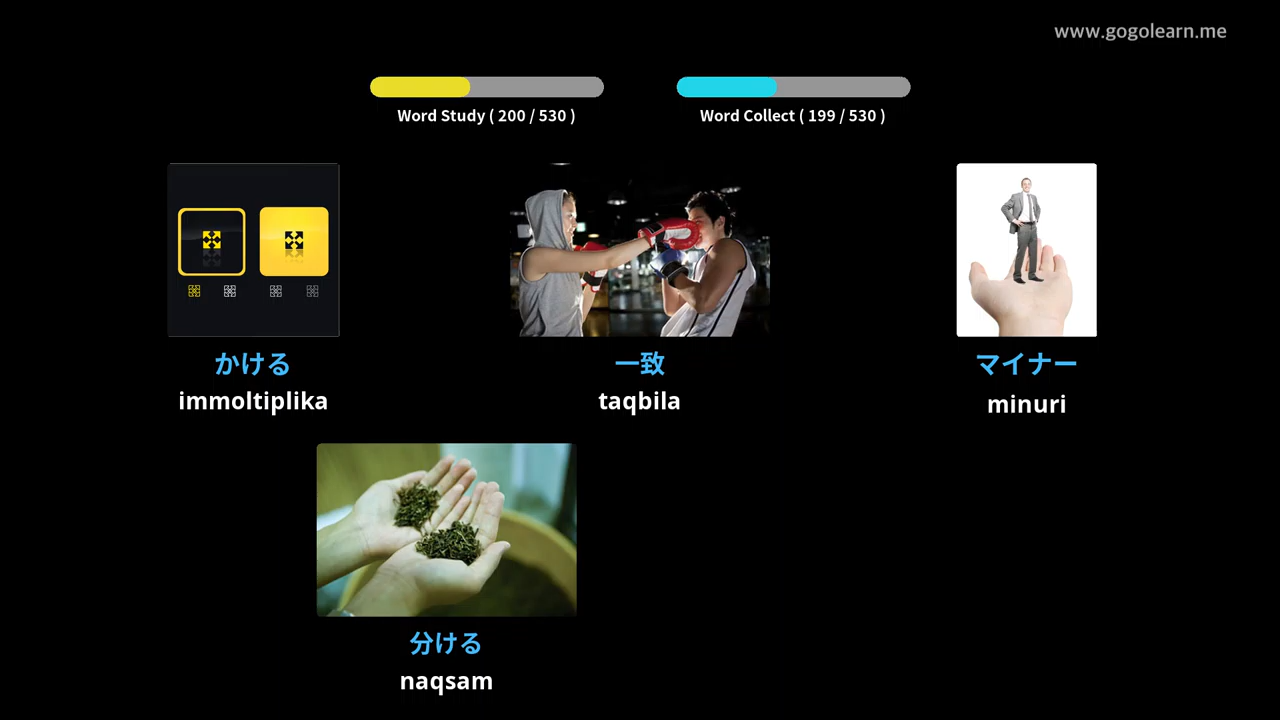 www.gogolearn.me
Word Study ( 200 / 530 )
Word Collect ( 199 / 530 )
かける
immoltiplika
一致
taqbila
マイナー
minuri
分ける
naqsam